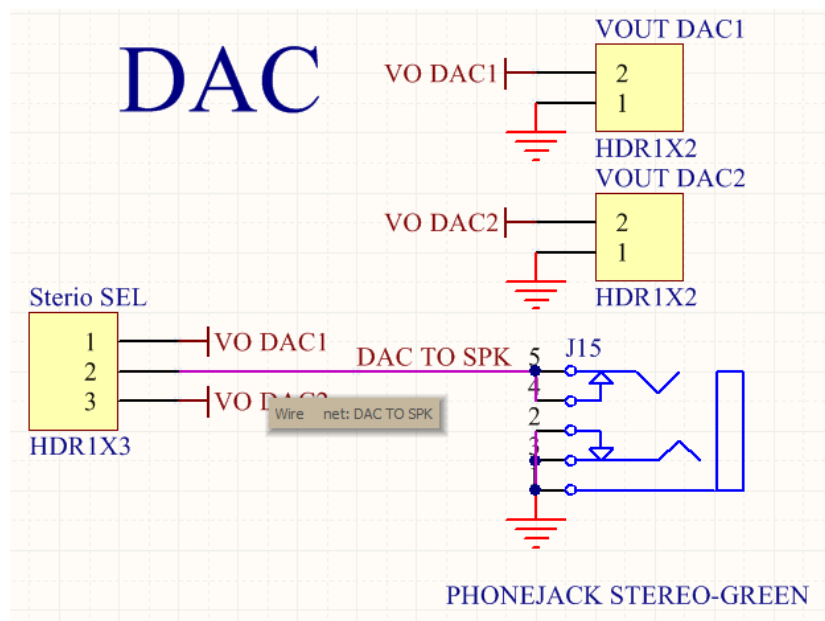 DAC
VOUT DAC1
VO DAC1
2
1
HDR1X2
VOUT DAC2
VO DAC2
2
1
HDR1X2
Sterio SEL
1
VO DAC1
2
DAC TO SPK
3
VO DAC2
HDR1X3
Wire net: DAC TO SPK
J15
5
4
2
3
PHONEJACK STEREO-GREEN